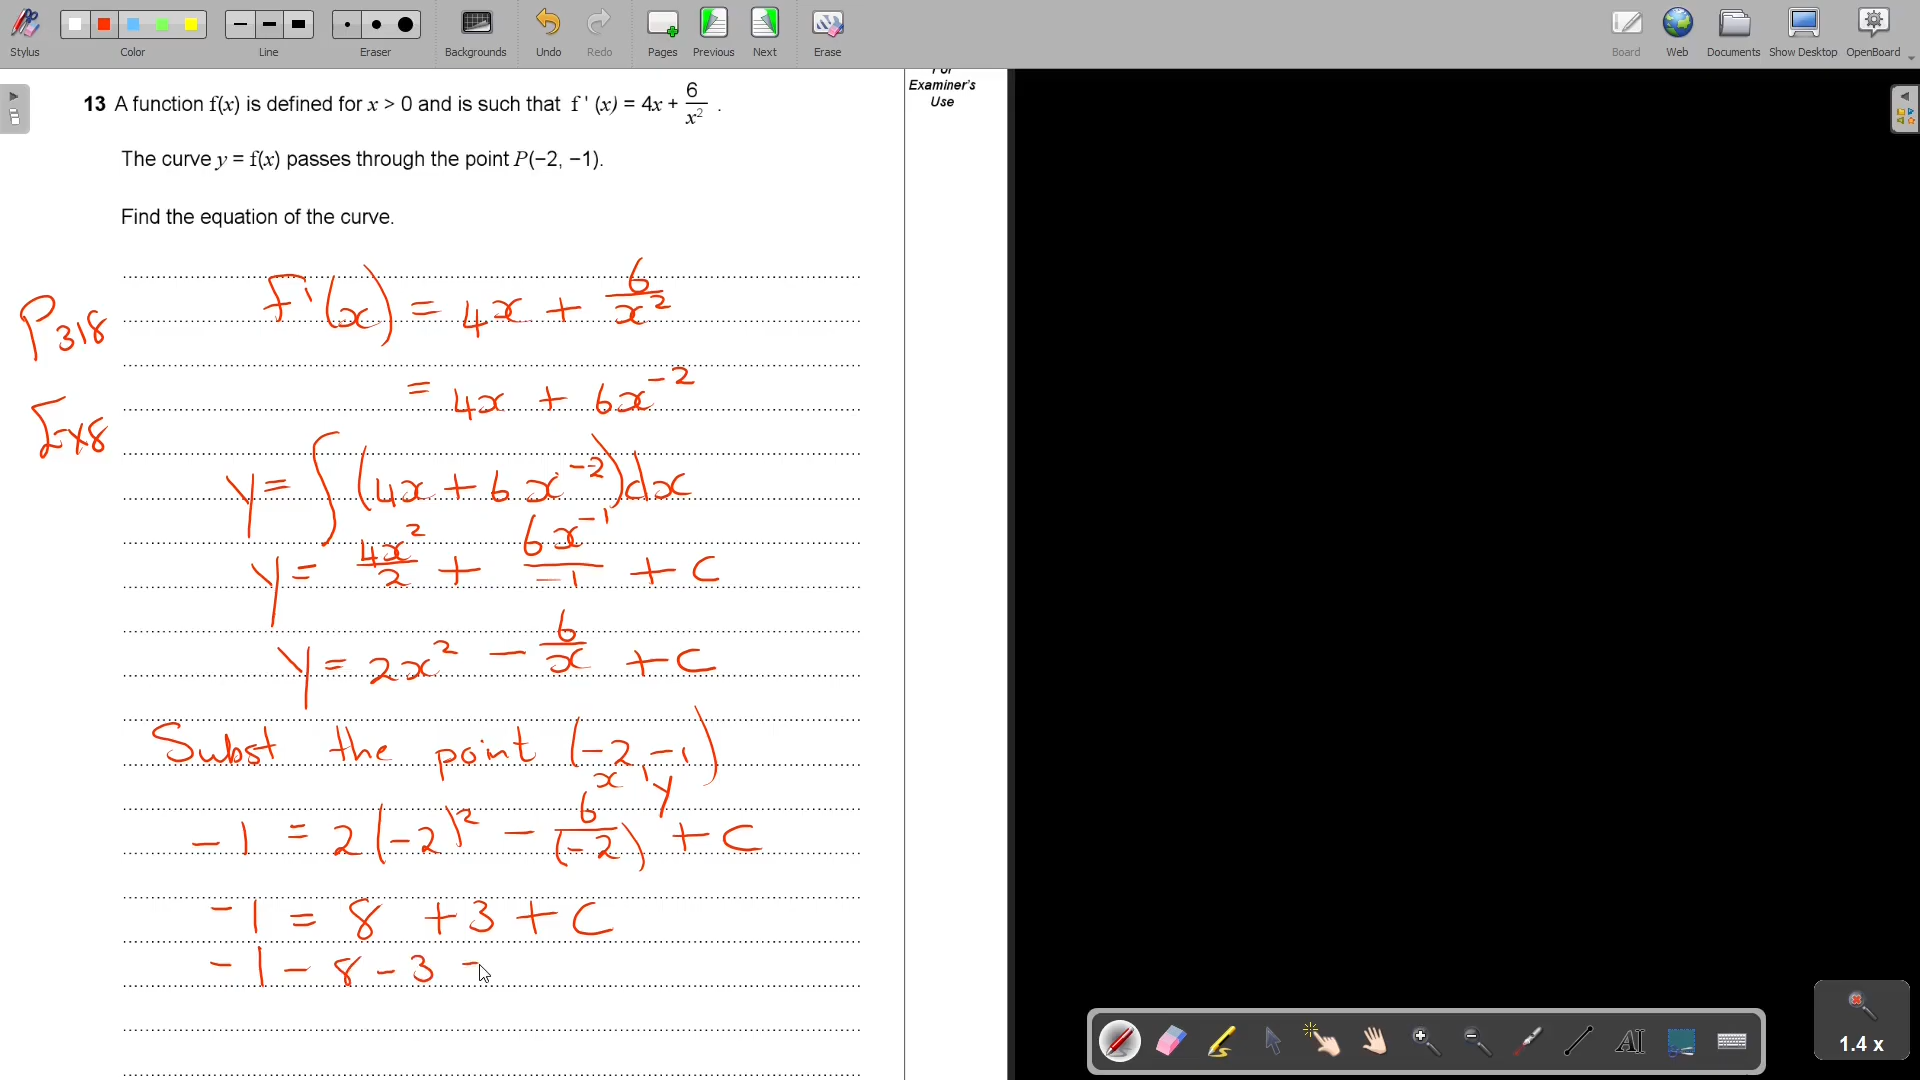 Stylus
Color
Line
Eraser
Backgrounds
Undo
Redo
Pages
Previous
Next
Erase
Board
Web
Documents
Show Desktop
OpenBoard
For
Examiner's
Use
13 A function f(x) is defined for x > 0 and is such that f ' (x) = 4x + 6/x² .
The curve y = f(x) passes through the point P(−2, −1).
Find the equation of the curve.
P318
Ex8
f'(x) = 4x + 6/x²
= 4x + 6x⁻²
y = ∫(4x + 6x⁻²)dx
y = 4x²/2 + 6x⁻¹/−1 + C
y = 2x² − 6/x + C
Subst the point (−2, −1)
x y
−1 = 2(−2)² − 6/(−2) + C
−1 = 8 + 3 + C
−1 − 8 − 3 =
1.4 x